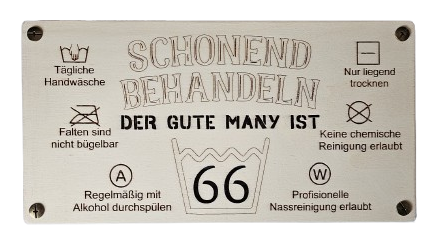 SCHONEND
BEHANDELN
DER GUTE MANY IST
66
Tägliche
Handwäsche
Falten sind
nicht bügelbar
A
Regelmäßig mit
Alkohol durchspülen
Nur liegend
trocknen
Keine chemische
Reinigung erlaubt
W
Profisionelle
Nassreinigung erlaubt